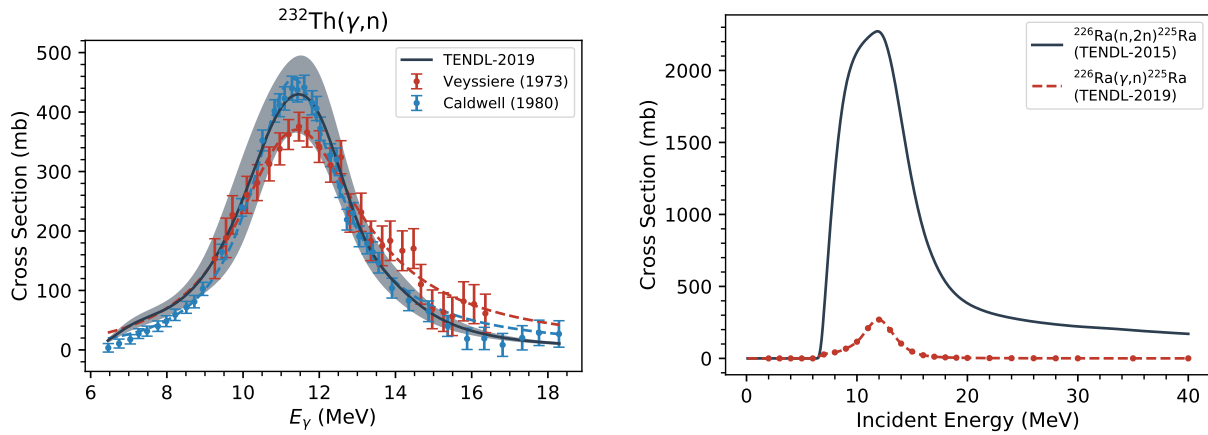 ²³²Th(γ,n)
500
400
300
200
100
0
Cross Section (mb)
6
8
10
12
14
16
18
E_γ (MeV)
TENDL-2019
Veyssiere (1973)
Caldwell (1980)
2000
1500
1000
500
0
Cross Section (mb)
0
10
20
30
40
Incident Energy (MeV)
²²⁶Ra(n,2n)²²⁵Ra
(TENDL-2015)
²²⁶Ra(γ,n)²²⁵Ra
(TENDL-2019)